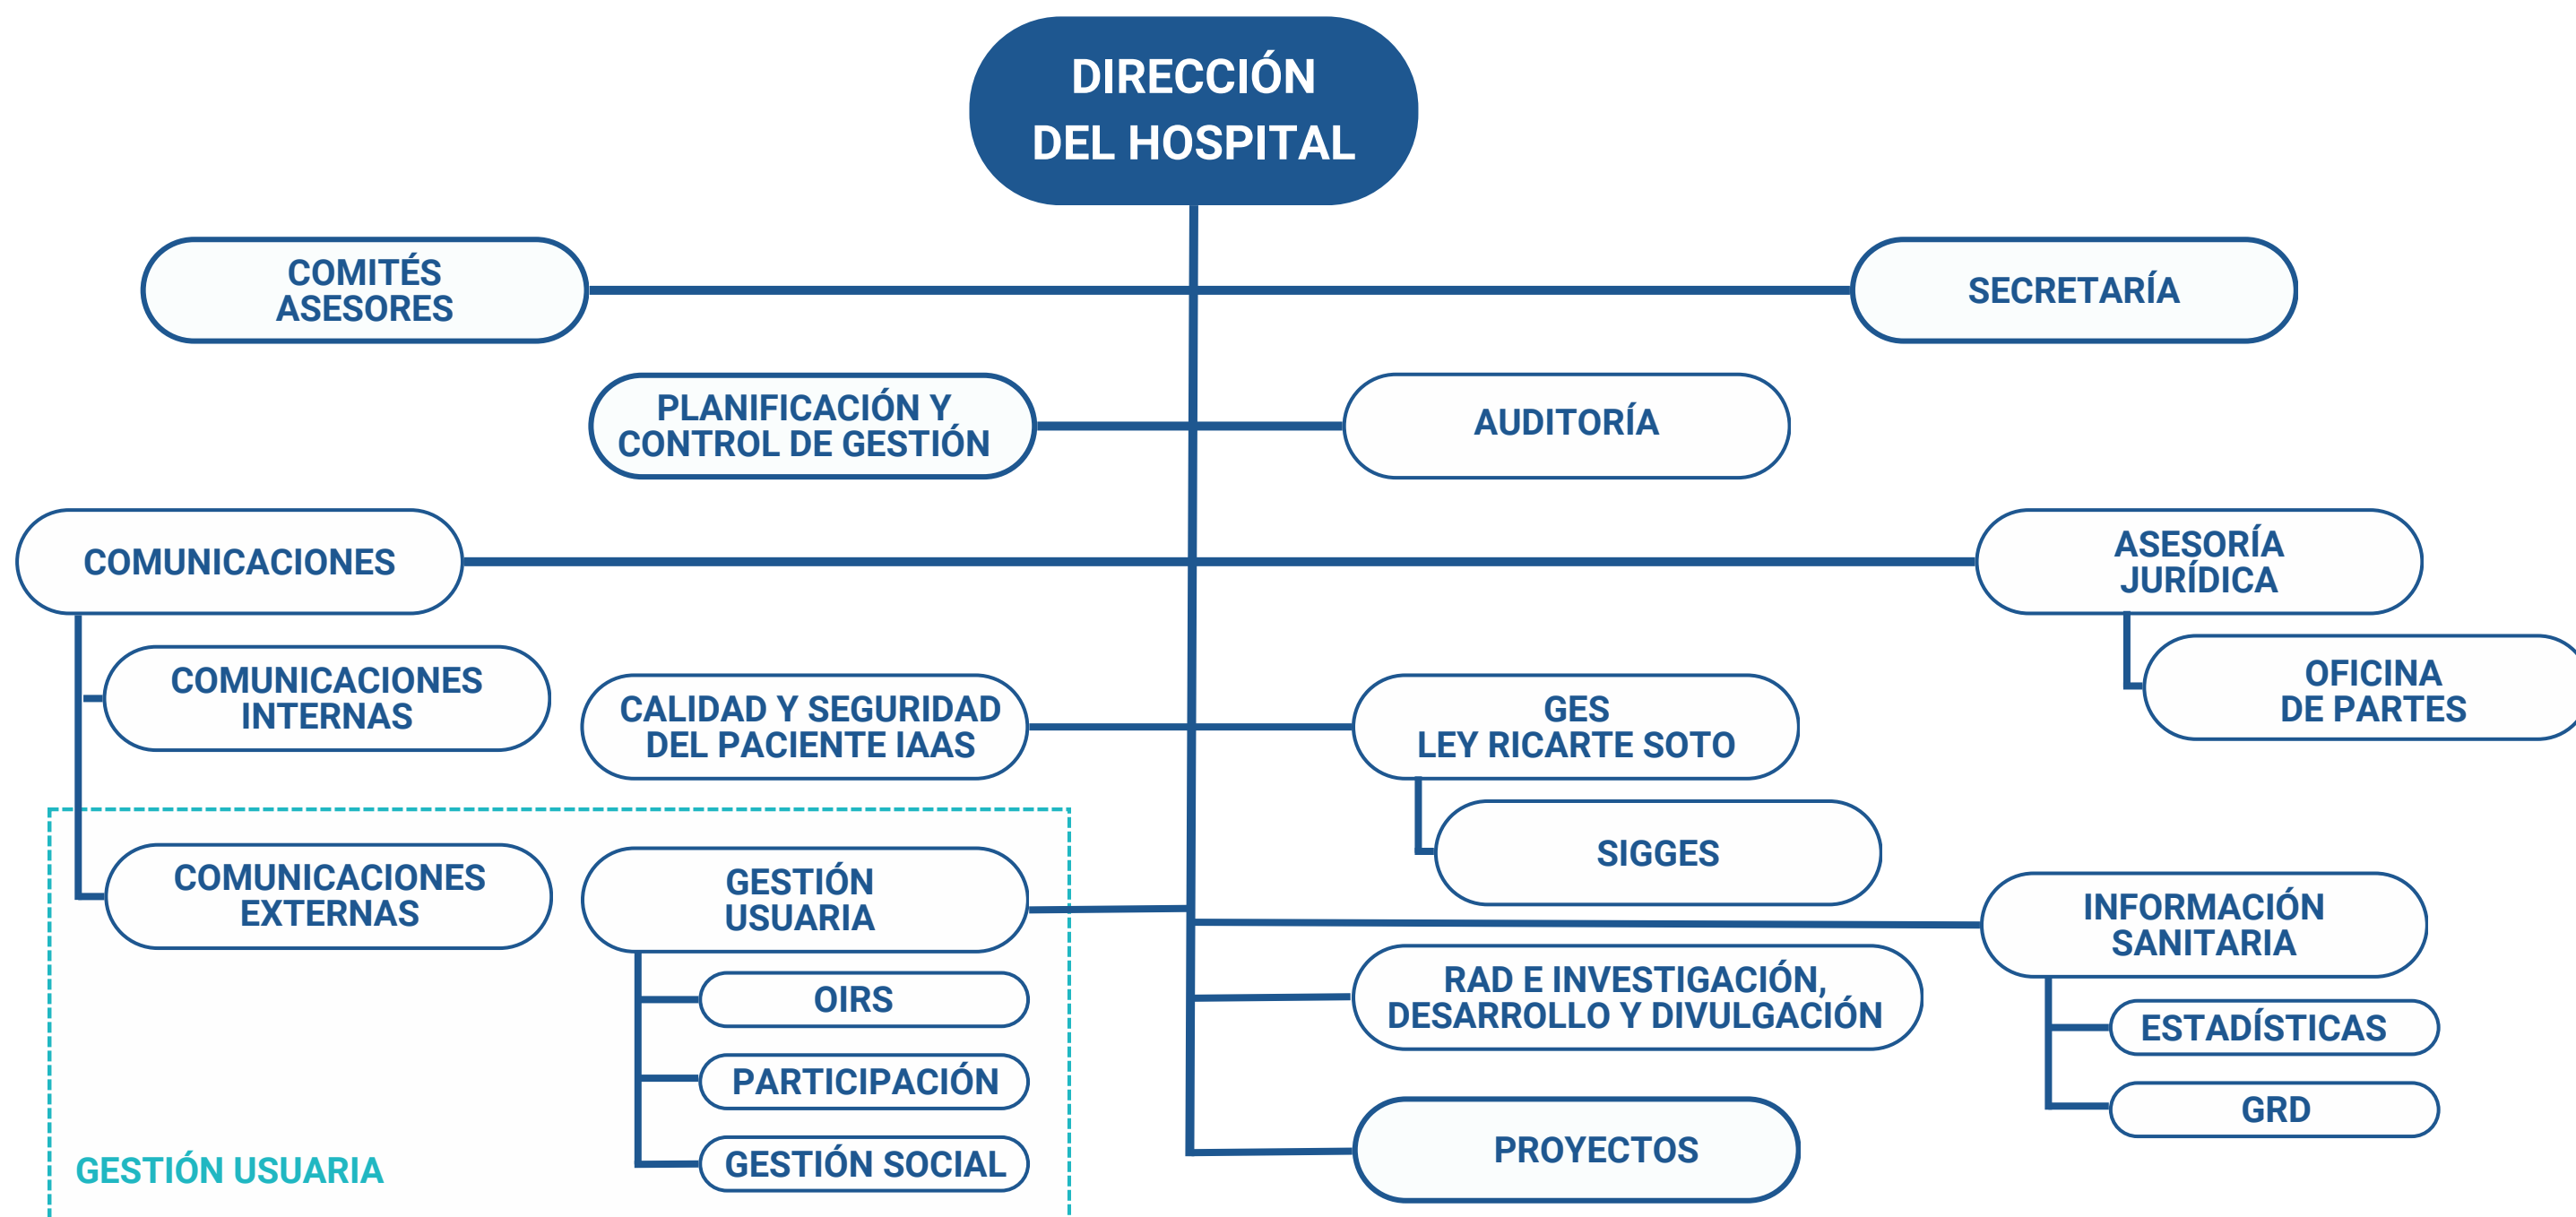 DIRECCIÓN
DEL HOSPITAL
COMITÉS
ASESORES
SECRETARÍA
PLANIFICACIÓN Y
CONTROL DE GESTIÓN
AUDITORÍA
COMUNICACIONES
ASESORÍA
JURÍDICA
COMUNICACIONES
INTERNAS
CALIDAD Y SEGURIDAD
DEL PACIENTE IAAS
GES
LEY RICARTE SOTO
OFICINA
DE PARTES
SIGGES
COMUNICACIONES
EXTERNAS
GESTIÓN
USUARIA
INFORMACIÓN
SANITARIA
OIRS
RAD E INVESTIGACIÓN,
DESARROLLO Y DIVULGACIÓN
ESTADÍSTICAS
PARTICIPACIÓN
GRD
GESTIÓN SOCIAL
PROYECTOS
GESTIÓN USUARIA